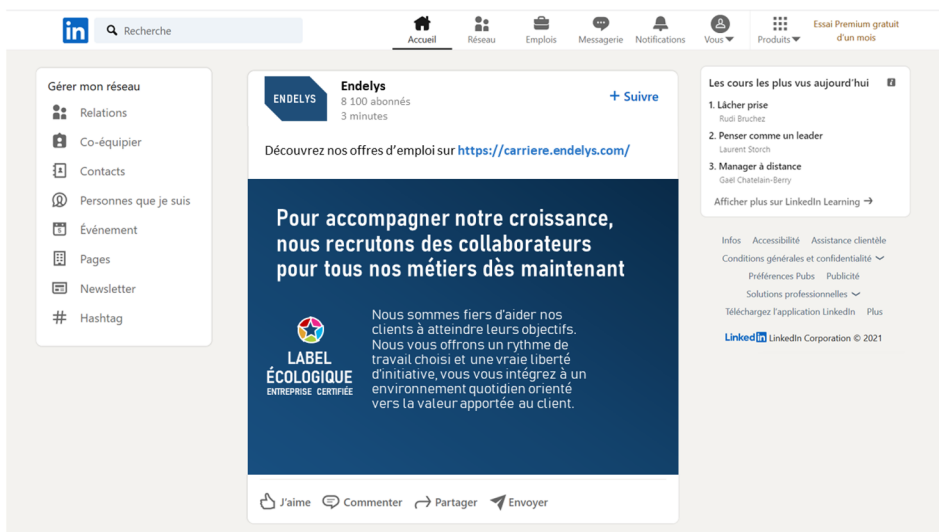 in
Recherche
Accueil
Réseau
Emplois
Messagerie
Notifications
Vous
Produits
Essai Premium gratuit
d'un mois
Gérer mon réseau
Relations
Co-équipier
Contacts
Personnes que je suis
5
Événement
Pages
Newsletter
Hashtag
ENDELYS
Endelys
8 100 abonnés
3 minutes
+ Suivre
Découvrez nos offres d'emploi sur https://carriere.endelys.com/
Pour accompagner notre croissance,
nous recrutons des collaborateurs
pour tous nos métiers dès maintenant
LABEL
ÉCOLOGIQUE
ENTREPRISE CERTIFIÉE
Nous sommes fiers d'aider nos
clients à atteindre leurs objectifs.
Nous vous offrons un rythme de
travail choisi et une vraie liberté
d'initiative, vous vous intégrez à un
environnement quotidien orienté
vers la valeur apportée au client.
J'aime
Commenter
Partager
Envoyer
Les cours les plus vus aujourd'hui
1. Lâcher prise
Rudi Bruchez
2. Penser comme un leader
Laurent Storch
3. Manager à distance
Gaël Chatelain-Berry
Afficher plus sur LinkedIn Learning →
Infos Accessibilité Assistance clientèle
Conditions générales et confidentialité
Préférences Pubs Publicité
Solutions professionnelles
Téléchargez l'application LinkedIn Plus
Linked in LinkedIn Corporation © 2021